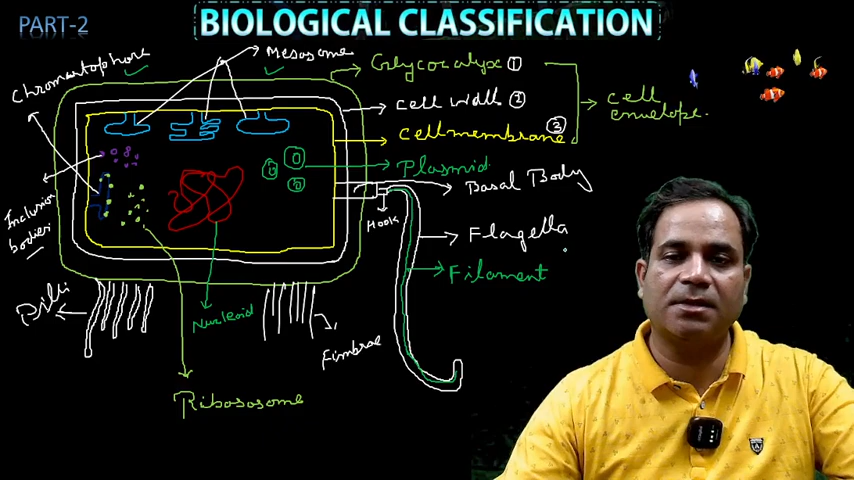 PART-2
BIOLOGICAL CLASSIFICATION
Mesosome
Chromartophore
Glycocalyx ①
cell wall ②
cell membrane ③
cell
envelope.
Plasmid
Basal Body
Inclusion
bodies
Hook
Flagella
Filament
Pilli
Nucleoid
Fimbrae
Ribososome